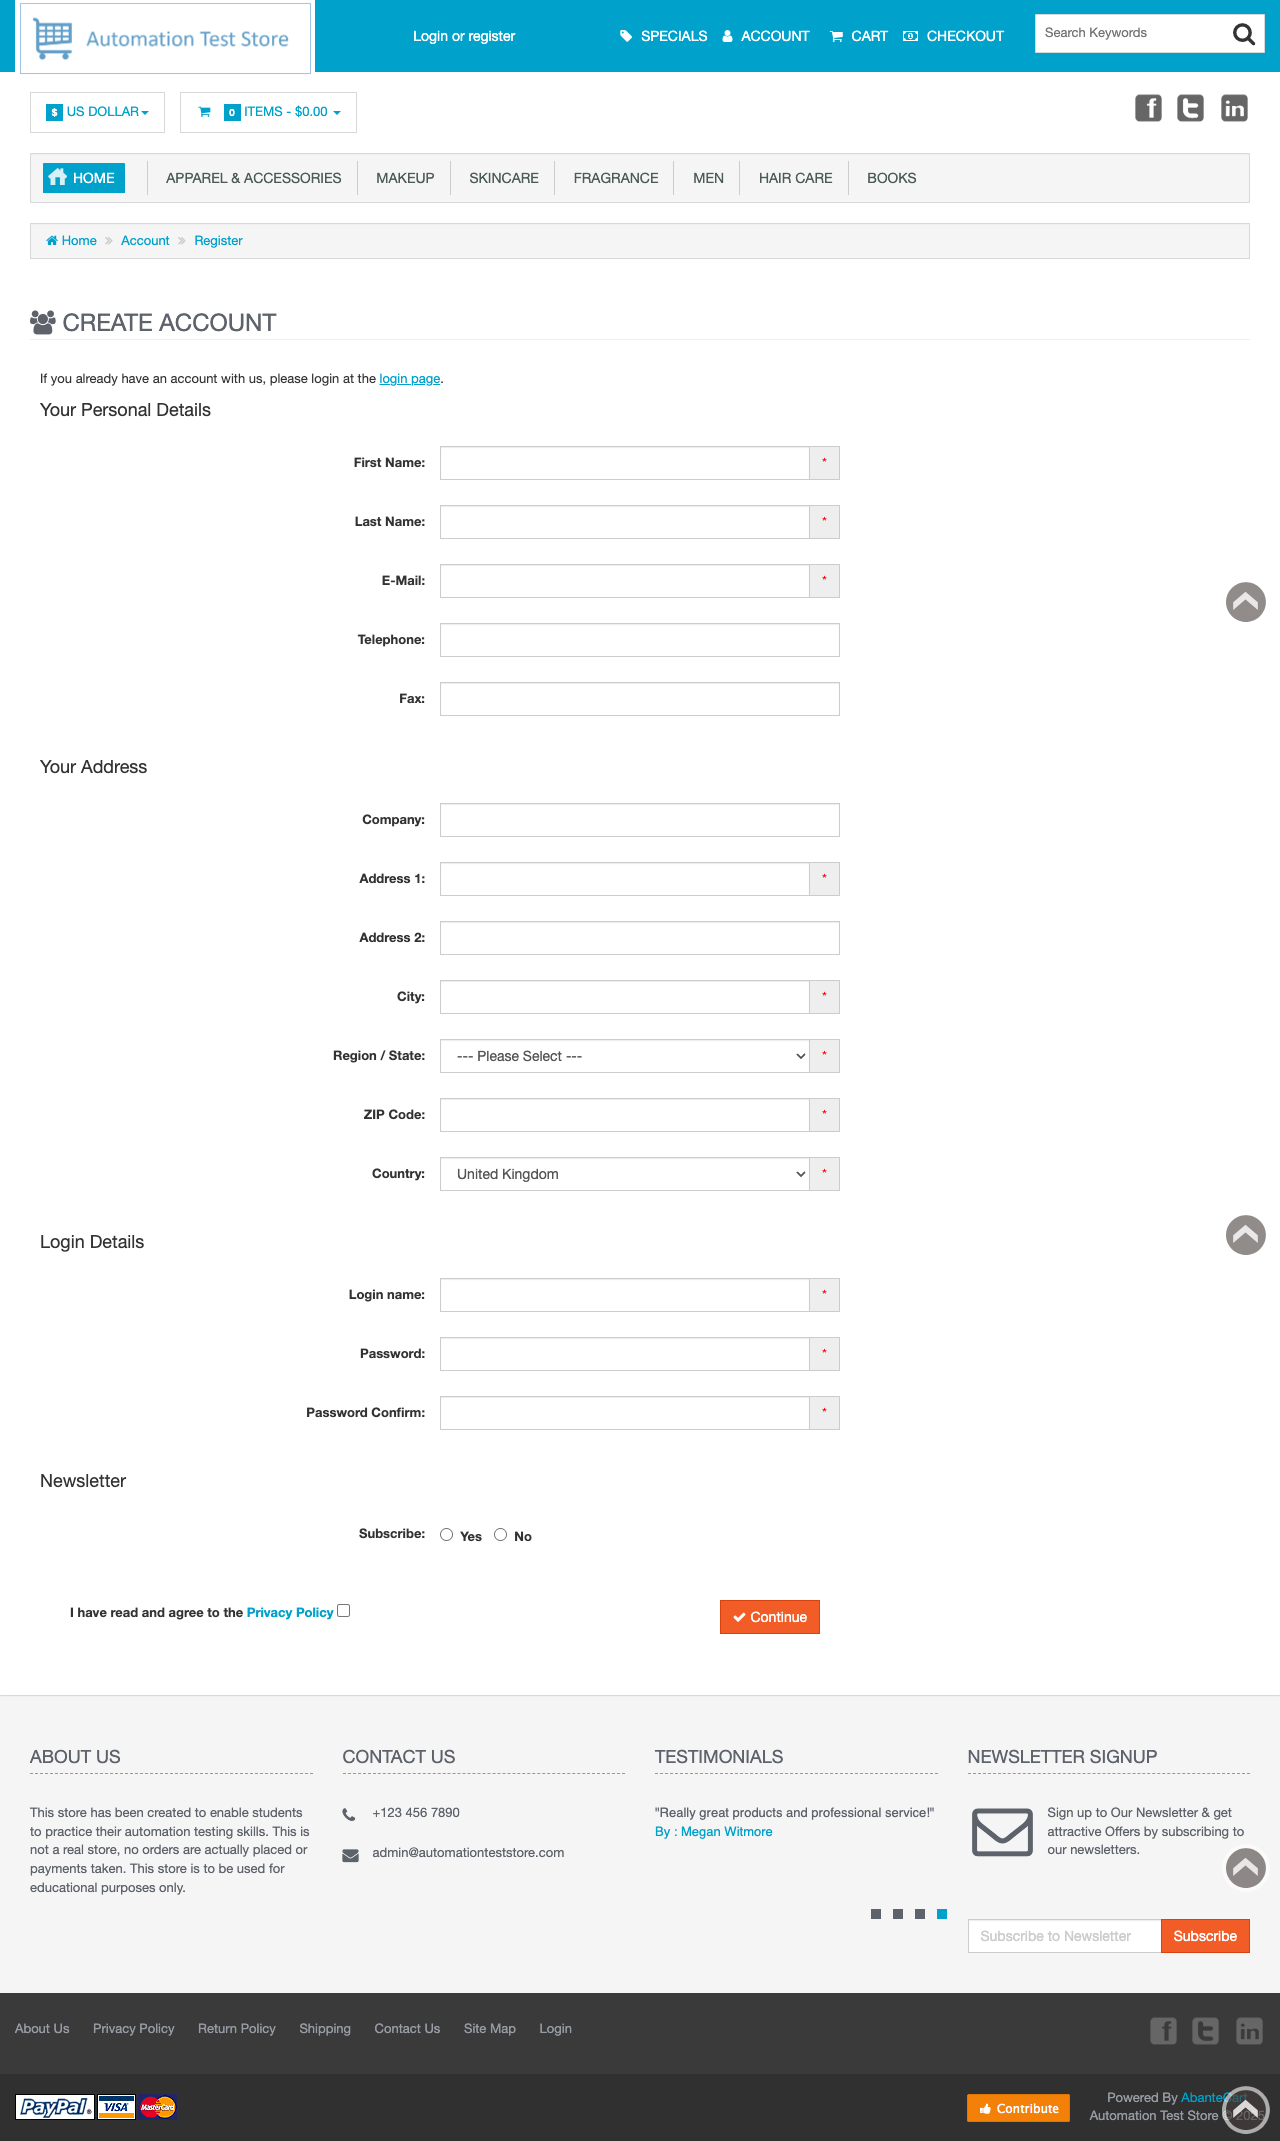 Automation Test Store
Login or register
SPECIALS ACCOUNT CART CHECKOUT
Search Keywords
$ US DOLLAR
0 ITEMS - $0.00
HOME
APPAREL & ACCESSORIES
MAKEUP
SKINCARE
FRAGRANCE
MEN
HAIR CARE
BOOKS
Home
Account
Register
CREATE ACCOUNT
If you already have an account with us, please login at the login page.
Your Personal Details
First Name: *
Last Name: *
E-Mail: *
Telephone:
Fax:
Your Address
Company:
Address 1: *
Address 2:
City: *
Region / State: --- Please Select --- *
ZIP Code: *
Country: United Kingdom *
Login Details
Login name: *
Password: *
Password Confirm: *
Newsletter
Subscribe: Yes No
I have read and agree to the Privacy Policy
Continue
ABOUT US
This store has been created to enable students
to practice their automation testing skills. This is
not a real store, no orders are actually placed or
payments taken. This store is to be used for
educational purposes only.
CONTACT US
+123 456 7890
admin@automationteststore.com
TESTIMONIALS
"Really great products and professional service!"
By : Megan Witmore
NEWSLETTER SIGNUP
Sign up to Our Newsletter & get
attractive Offers by subscribing to
our newsletters.
Subscribe to Newsletter
Subscribe
About Us
Privacy Policy
Return Policy
Shipping
Contact Us
Site Map
Login
PayPal
VISA
MasterCard
Contribute
Powered By AbanteCart
Automation Test Store ©